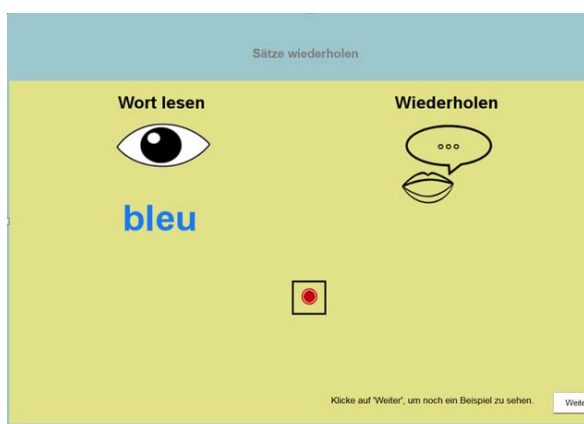 Sätze wiederholen
Wort lesen
Wiederholen
bleu
Klicke auf 'Weiter', um noch ein Beispiel zu sehen.